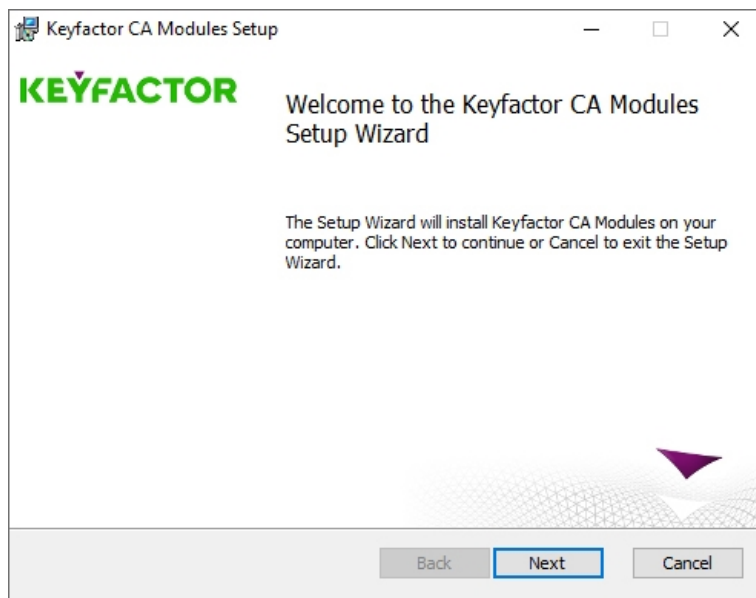 Keyfactor CA Modules Setup
KEYFACTOR
Welcome to the Keyfactor CA Modules
Setup Wizard
The Setup Wizard will install Keyfactor CA Modules on your
computer. Click Next to continue or Cancel to exit the Setup
Wizard.
Back Next Cancel